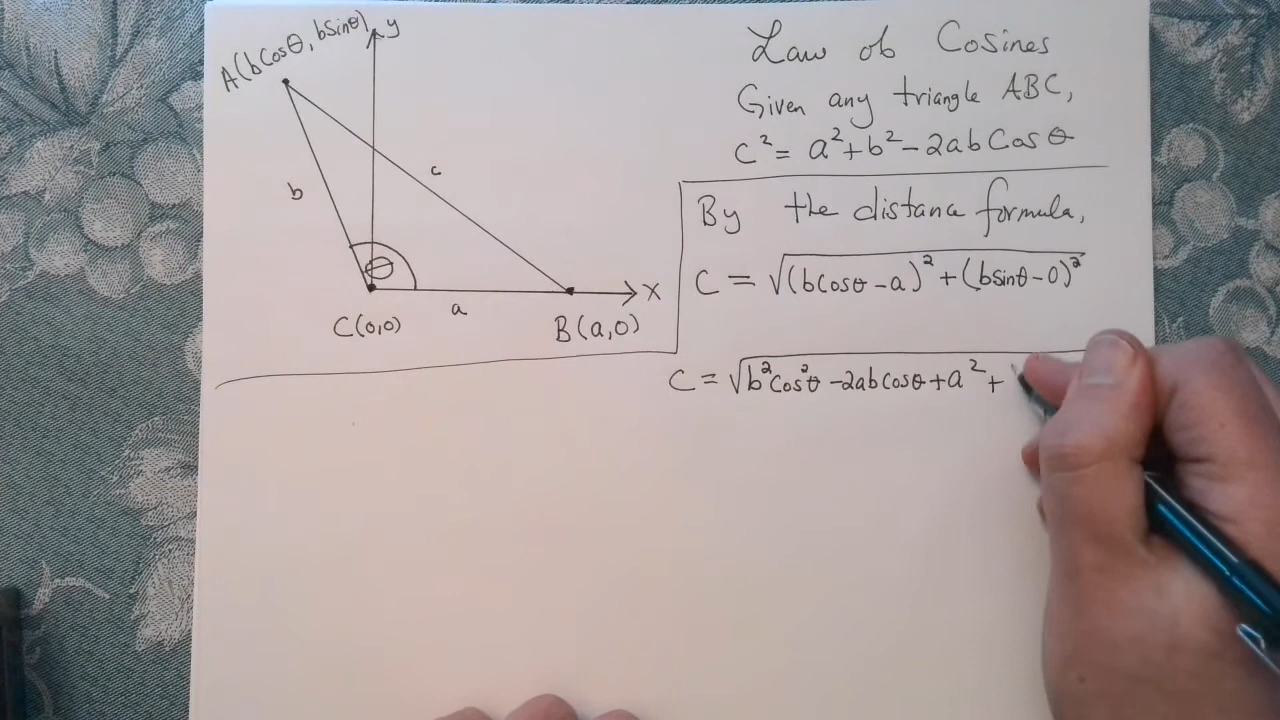 A(bCosθ, bSinθ)
y
b
c
θ
x
a
C(0,0)
B(a,0)
Law of Cosines
Given any triangle ABC,
c² = a² + b² - 2ab Cos θ
By the distance formula,
C = √(bCosθ - a)² + (bsinθ - 0)²
C = √b²cos²θ - 2abcosθ + a² +